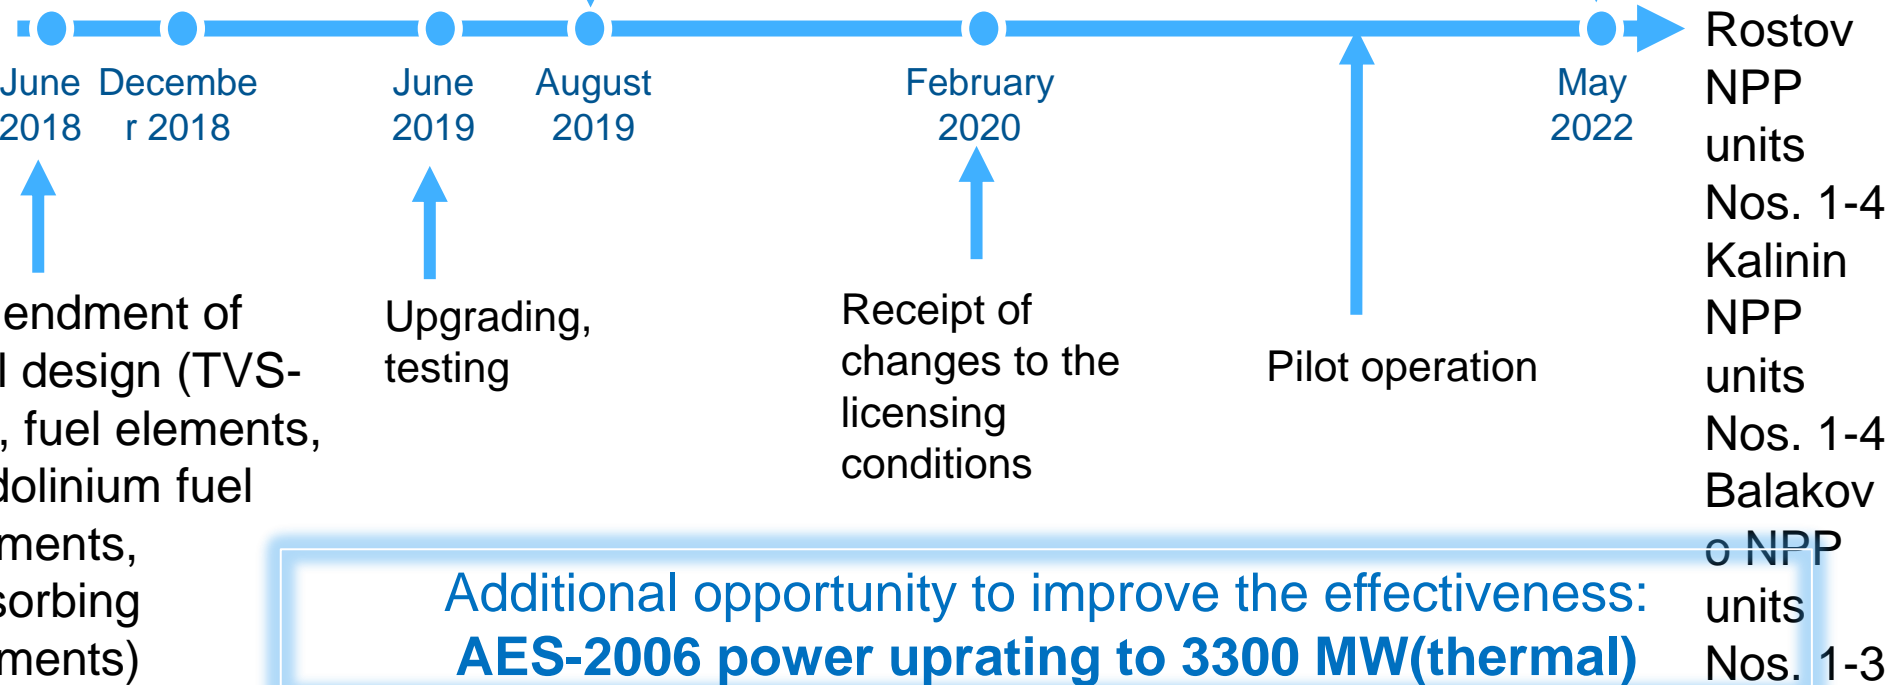 June
2018
Decembe
r 2018
June
2019
August
2019
February
2020
May
2022
endment of
design (TVS-
, fuel elements,
dolinium fuel
ments,
sorbing
ments)
Upgrading,
testing
Receipt of
changes to the
licensing
conditions
Pilot operation
Rostov
NPP
units
Nos. 1-4
Kalinin
NPP
units
Nos. 1-4
Balakov
o NPP
units
Nos. 1-3
Additional opportunity to improve the effectiveness:
AES-2006 power uprating to 3300 MW(thermal)